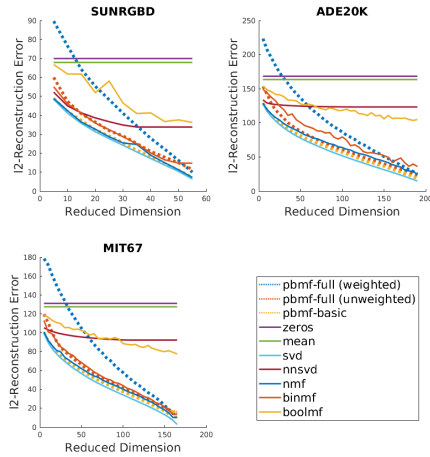 SUNRGBD
90
80
70
60
50
40
30
20
10
0
l2-Reconstruction Error
0 10 20 30 40 50 60
Reduced Dimension
ADE20K
250
200
150
100
50
0
l2-Reconstruction Error
0 50 100 150 200
Reduced Dimension
MIT67
180
160
140
120
100
80
60
40
20
0
l2-Reconstruction Error
0 50 100 150 200
Reduced Dimension
pbmf-full (weighted)
pbmf-full (unweighted)
pbmf-basic
zeros
mean
svd
nnsvd
nmf
binmf
boolmf